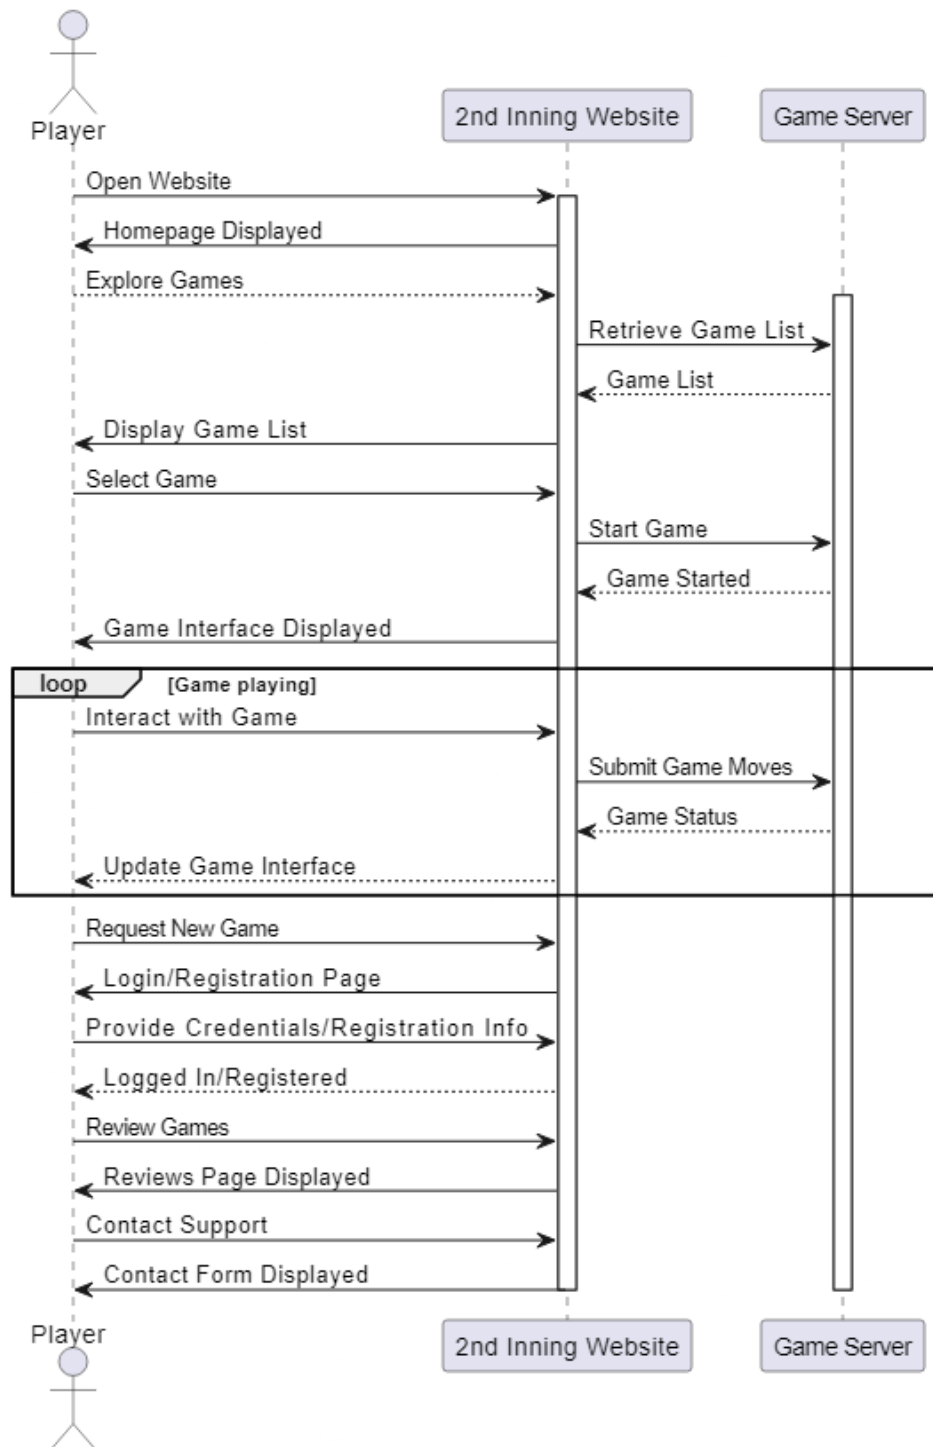 Player
2nd Inning Website
Game Server
Open Website
Homepage Displayed
Explore Games
Retrieve Game List
Game List
Display Game List
Select Game
Start Game
Game Started
Game Interface Displayed
loop [Game playing]
Interact with Game
Submit Game Moves
Game Status
Update Game Interface
Request New Game
Login/Registration Page
Provide Credentials/Registration Info
Logged In/Registered
Review Games
Reviews Page Displayed
Contact Support
Contact Form Displayed
Player
2nd Inning Website
Game Server